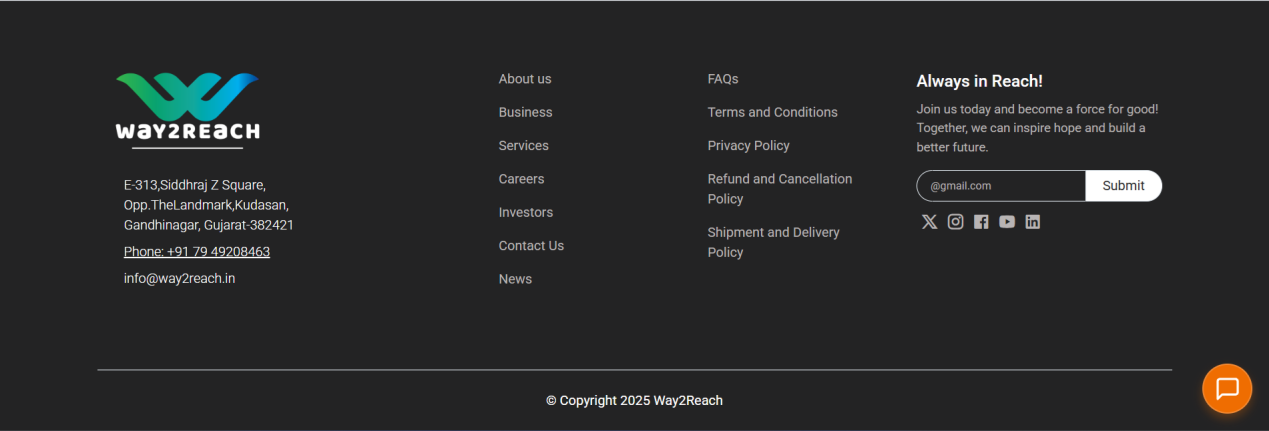 WAY2REACH
E-313,Siddhraj Z Square,
Opp.TheLandmark,Kudasan,
Gandhinagar, Gujarat-382421
Phone: +91 79 49208463
info@way2reach.in
About us
Business
Services
Careers
Investors
Contact Us
News
FAQs
Terms and Conditions
Privacy Policy
Refund and Cancellation
Policy
Shipment and Delivery
Policy
Always in Reach!
Join us today and become a force for good!
Together, we can inspire hope and build a
better future.
@gmail.com Submit
© Copyright 2025 Way2Reach